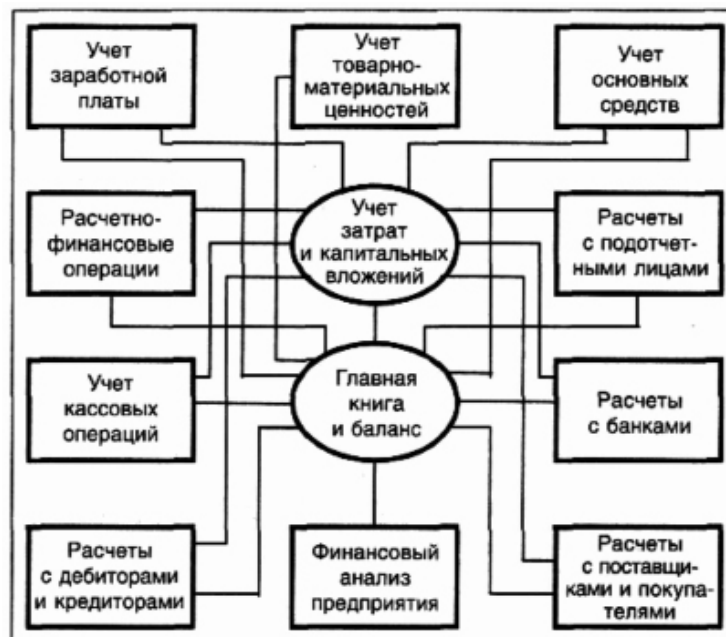 Учет
заработной
платы
Учет
товарно-
материальных
ценностей
Учет
основных
средств
Расчетно-
финансовые
операции
Учет
затрат
и капитальных
вложений
Расчеты
с подотчет-
ными лицами
Учет
кассовых
операций
Главная
книга
и баланс
Расчеты
с банками
Расчеты
с дебиторами
и кредиторами
Финансовый
анализ
предприятия
Расчеты
с поставщи-
ками и покупа-
телями